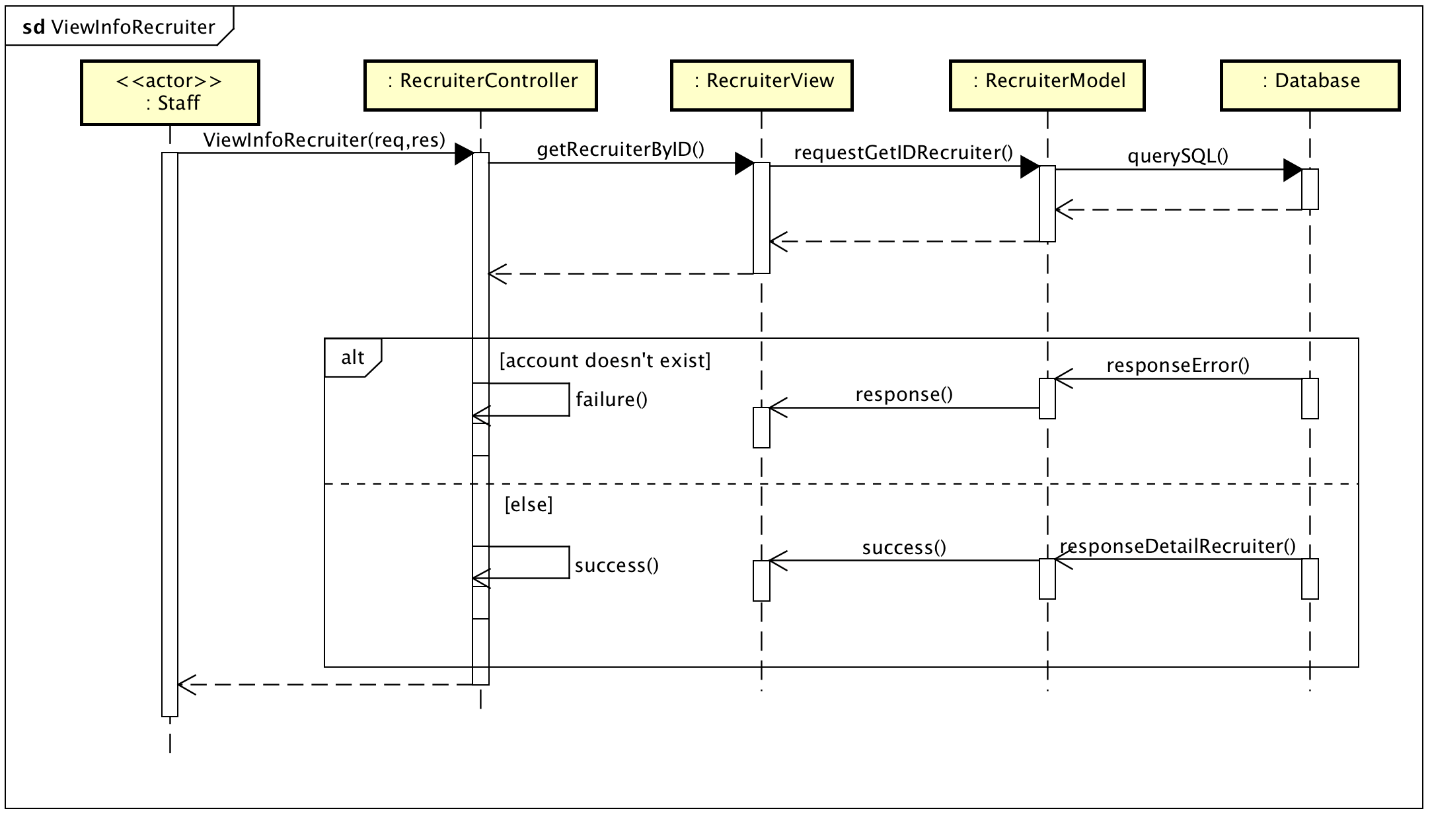 sd ViewInfoRecruiter
<<actor>>
: Staff
: RecruiterController
: RecruiterView
: RecruiterModel
: Database
ViewInfoRecruiter(req,res)
getRecruiterByID()
requestGetIDRecruiter()
querySQL()
alt
[account doesn't exist]
responseError()
response()
failure()
[else]
success()
responseDetailRecruiter()
success()